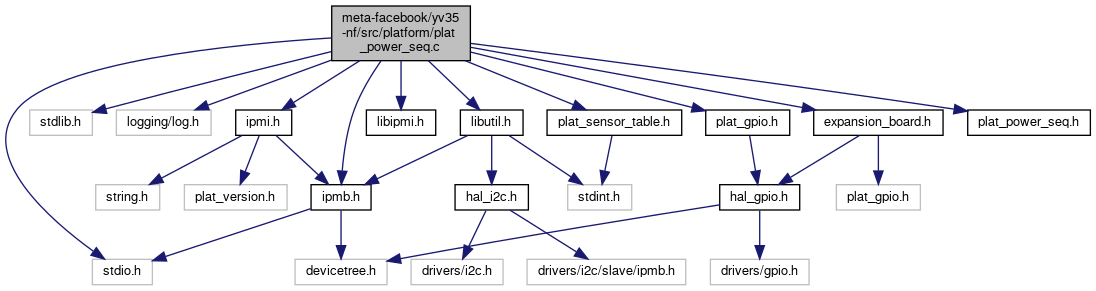 meta-facebook/yv35
-nf/src/platform/plat
_power_seq.c
stdlib.h
logging/log.h
ipmi.h
libipmi.h
libutil.h
plat_sensor_table.h
plat_gpio.h
expansion_board.h
plat_power_seq.h
string.h
plat_version.h
ipmb.h
hal_i2c.h
stdint.h
hal_gpio.h
plat_gpio.h
stdio.h
devicetree.h
drivers/i2c.h
drivers/i2c/slave/ipmb.h
drivers/gpio.h